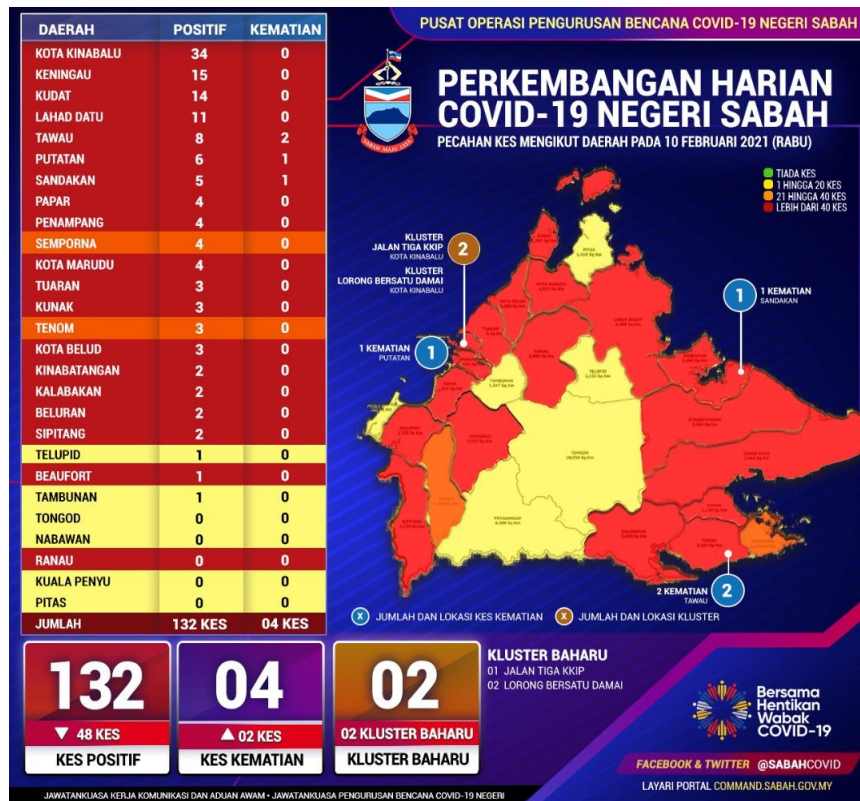 PUSAT OPERASI PENGURUSAN BENCANA COVID-19 NEGERI SABAH
PERKEMBANGAN HARIAN
COVID-19 NEGERI SABAH
PECAHAN KES MENGIKUT DAERAH PADA 10 FEBRUARI 2021 (RABU)
SABAH MAJU JAYA
DAERAH POSITIF KEMATIAN
KOTA KINABALU 34 0
KENINGAU 15 0
KUDAT 14 0
LAHAD DATU 11 0
TAWAU 8 2
PUTATAN 6 1
SANDAKAN 5 1
PAPAR 4 0
PENAMPANG 4 0
SEMPORNA 4 0
KOTA MARUDU 4 0
TUARAN 3 0
KUNAK 3 0
TENOM 3 0
KOTA BELUD 3 0
KINABATANGAN 2 0
KALABAKAN 2 0
BELURAN 2 0
SIPITANG 2 0
TELUPID 1 0
BEAUFORT 1 0
TAMBUNAN 1 0
TONGOD 0 0
NABAWAN 0 0
RANAU 0 0
KUALA PENYU 0 0
PITAS 0 0
JUMLAH 132 KES 04 KES
TIADA KES
1 HINGGA 20 KES
21 HINGGA 40 KES
LEBIH DARI 40 KES
KLUSTER
JALAN TIGA KKIP
KOTA KINABALU
2
KLUSTER
LORONG BERSATU DAMAI
KOTA KINABALU
1 KEMATIAN
PUTATAN
1
1
1 KEMATIAN
SANDAKAN
PITAS
TELUPID
TAMBUNAN
TONGOD
2 KEMATIAN
TAWAU
2
X JUMLAH DAN LOKASI KES KEMATIAN
X JUMLAH DAN LOKASI KLUSTER
132
▼ 48 KES
KES POSITIF
04
▲ 02 KES
KES KEMATIAN
02
02 KLUSTER BAHARU
KLUSTER BAHARU
KLUSTER BAHARU
01 JALAN TIGA KKIP
02 LORONG BERSATU DAMAI
Bersama
Hentikan
Wabak
COVID-19
FACEBOOK & TWITTER @SABAHCOVID
LAYARI PORTAL COMMAND.SABAH.GOV.MY
JAWATANKUASA KERJA KOMUNIKASI DAN ADUAN AWAM • JAWATANKUASA PENGURUSAN BENCANA COVID-19 NEGERI